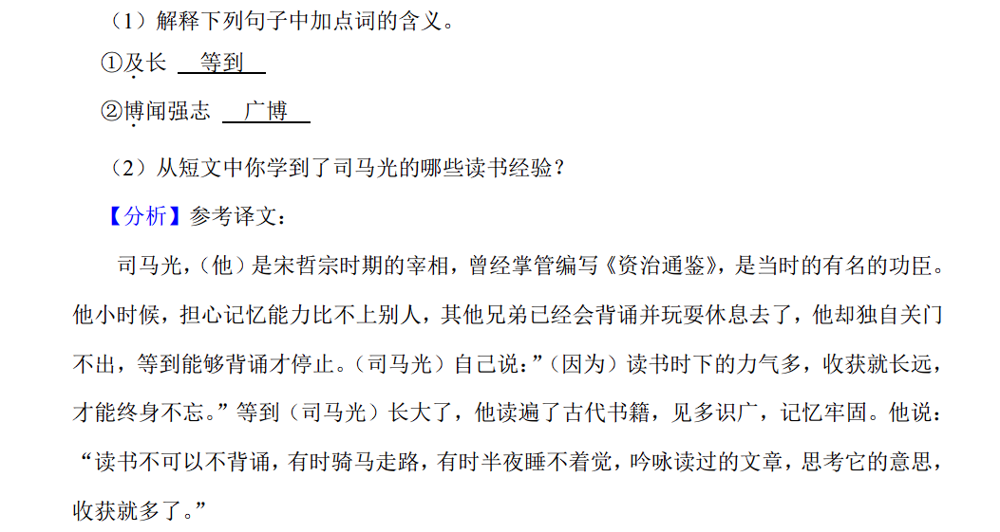 （1）解释下列句子中加点词的含义。
①及长 等到
②博闻强志 广博
（2）从短文中你学到了司马光的哪些读书经验？
【分析】参考译文：
司马光，（他）是宋哲宗时期的宰相，曾经掌管编写《资治通鉴》，是当时的有名的功臣。
他小时候，担心记忆能力比不上别人，其他兄弟已经会背诵并玩耍休息去了，他却独自关门
不出，等到能够背诵才停止。（司马光）自己说：”（因为）读书时下的力气多，收获就长远，
才能终身不忘。”等到（司马光）长大了，他读遍了古代书籍，见多识广，记忆牢固。他说：
“读书不可以不背诵，有时骑马走路，有时半夜睡不着觉，吟咏读过的文章，思考它的意思，
收获就多了。”